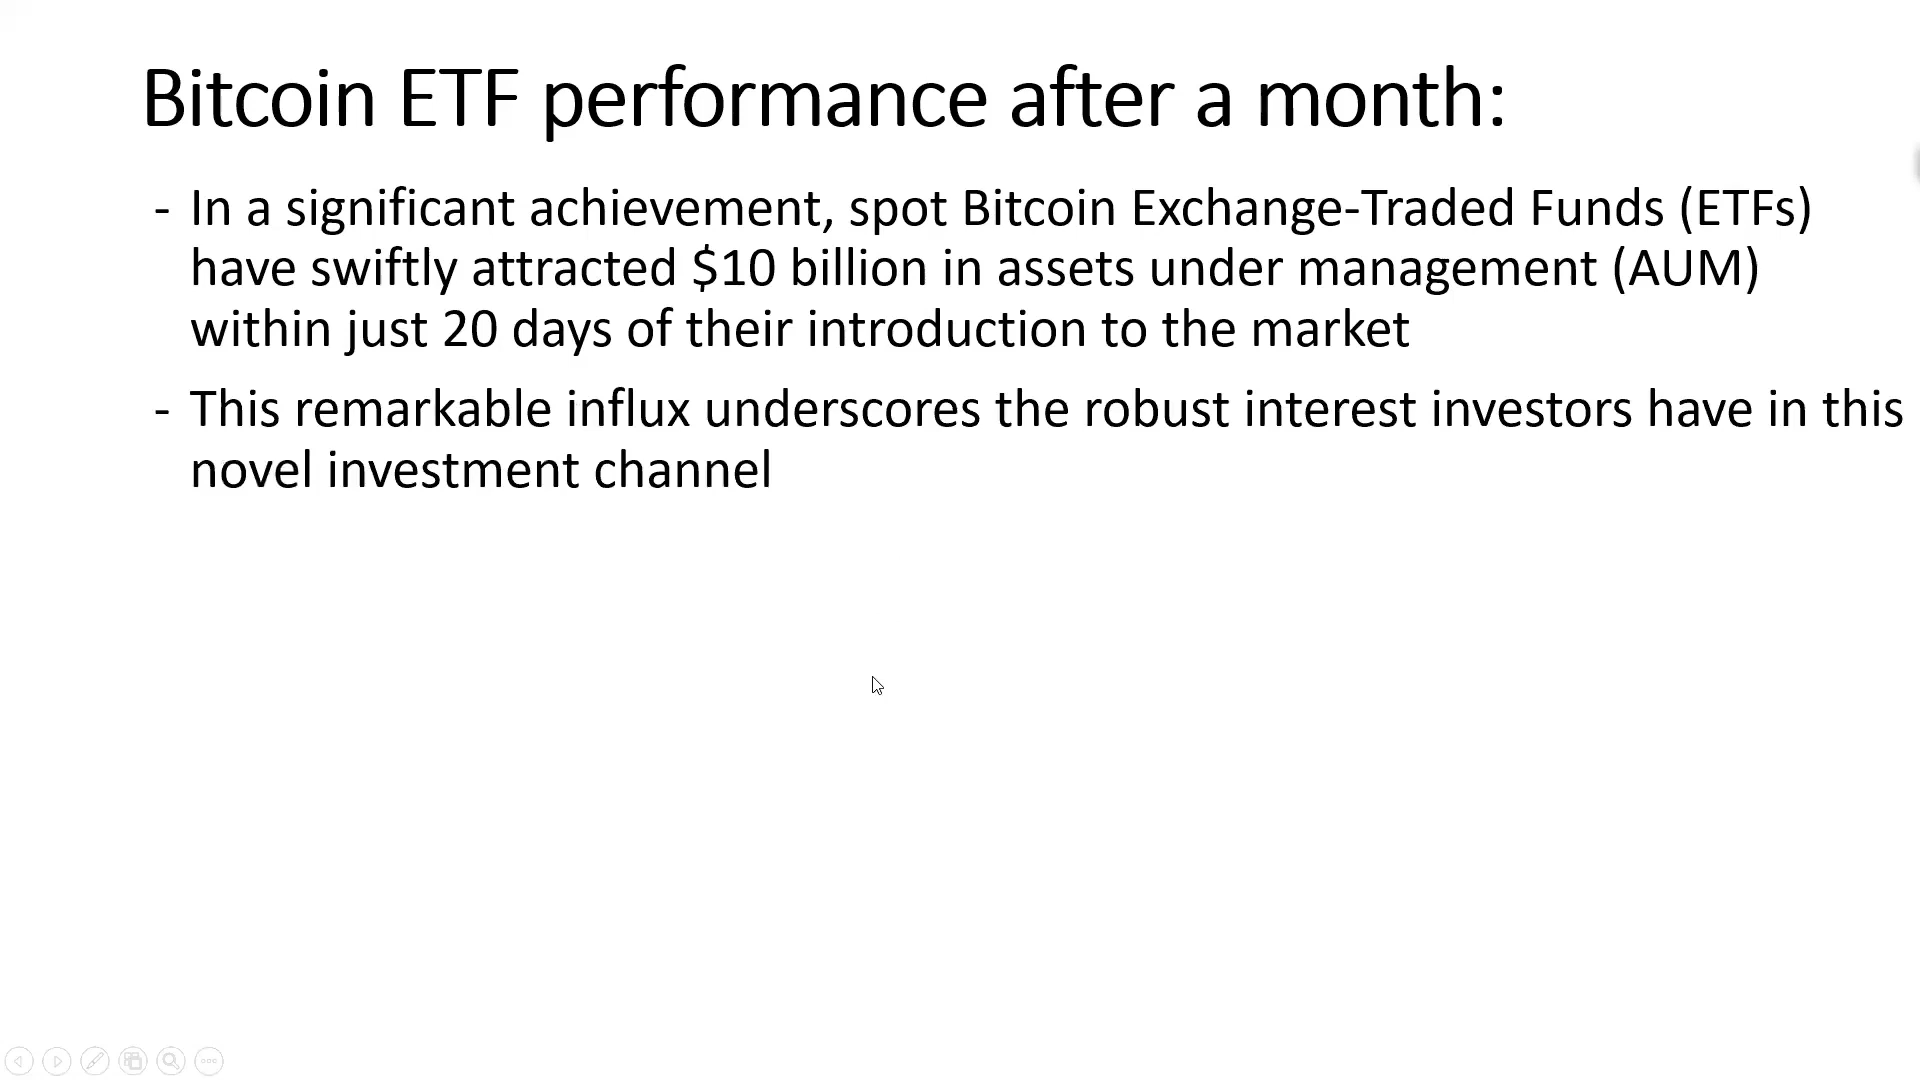 Bitcoin ETF performance after a month:
- In a significant achievement, spot Bitcoin Exchange-Traded Funds (ETFs)
have swiftly attracted $10 billion in assets under management (AUM)
within just 20 days of their introduction to the market
- This remarkable influx underscores the robust interest investors have in this
novel investment channel